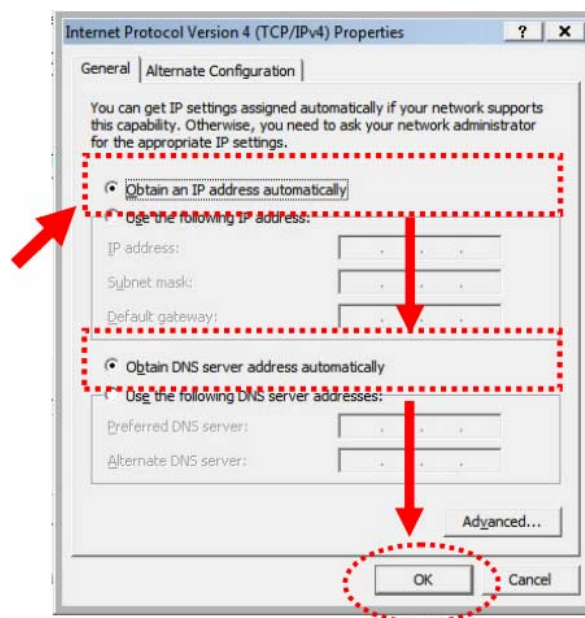 Internet Protocol Version 4 (TCP/IPv4) Properties
? X
General Alternate Configuration
You can get IP settings assigned automatically if your network supports
this capability. Otherwise, you need to ask your network administrator
for the appropriate IP settings.
Obtain an IP address automatically
Use the following IP address:
IP address:
Subnet mask:
Default gateway:
Obtain DNS server address automatically
Use the following DNS server addresses:
Preferred DNS server:
Alternate DNS server:
Advanced...
OK Cancel